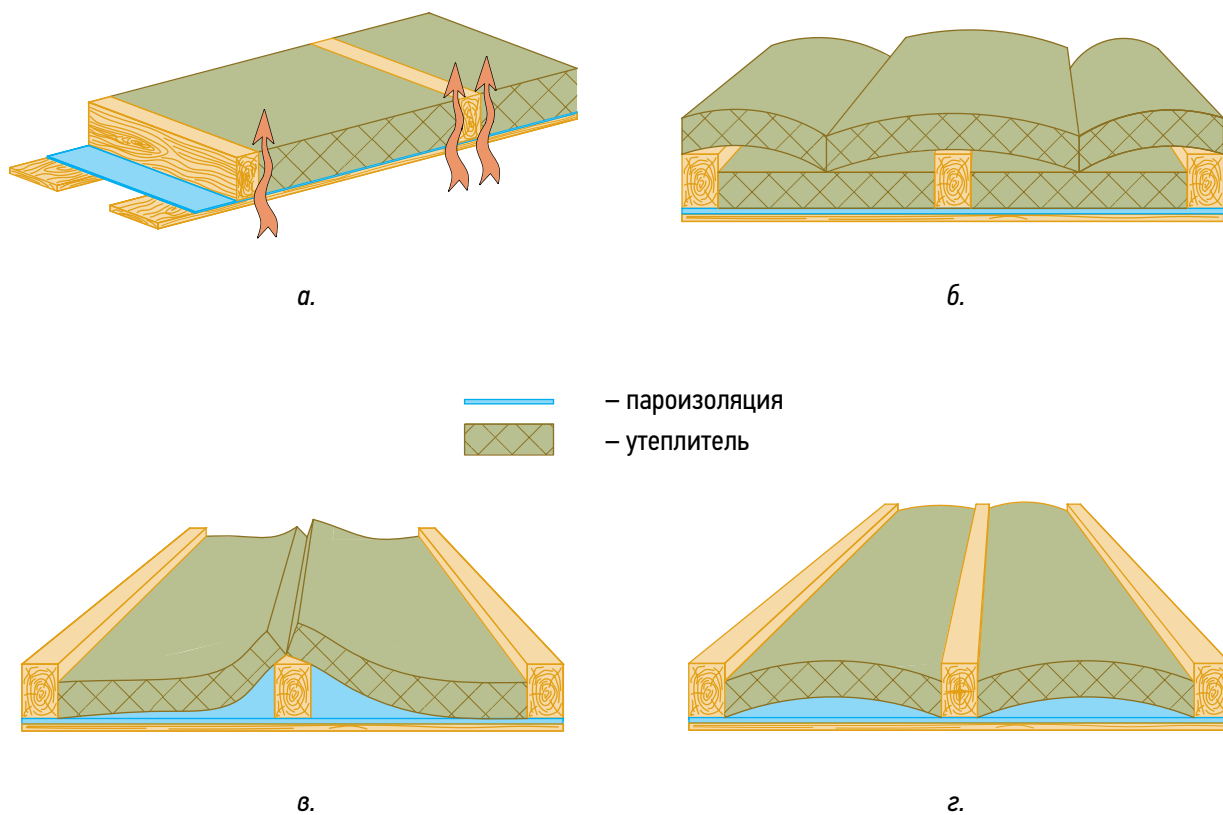 а.
б.
– пароизоляция
– утеплитель
в.
г.